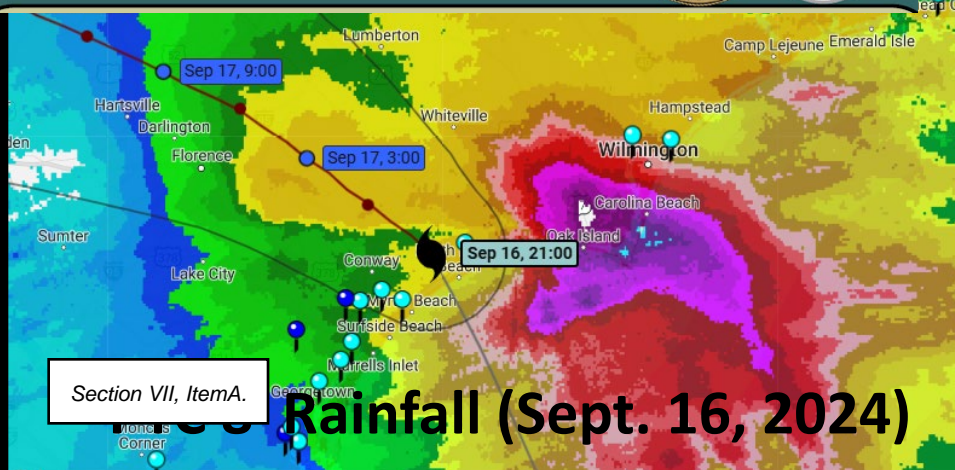 Lumberton
Camp Lejeune
Emerald Isle
Sep 17, 9:00
Hartsville
Hampstead
Whiteville
Darlington
Wilmington
Florence
Sep 17, 3:00
Carolina Beach
Sumter
Oak Island
Sep 16, 21:00
Conway
Beach
Lake City
Beach
Surfside Beach
Inlet
Section VII, ItemA.
Georgetown
Rainfall (Sept. 16, 2024)
Corner